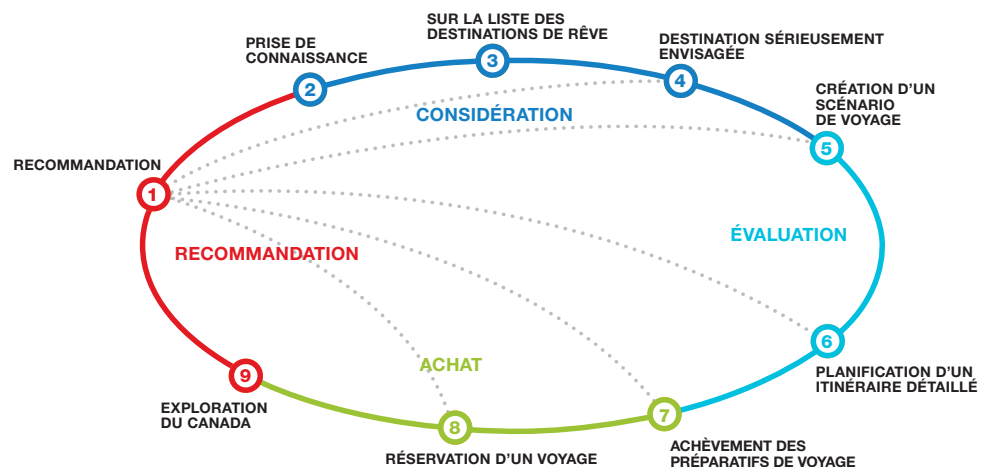 SUR LA LISTE DES
DESTINATIONS DE RÊVE
3
PRISE DE
CONNAISSANCE
2
DESTINATION SÉRIEUSEMENT
ENVISAGÉE
4
CRÉATION D'UN
SCÉNARIO
DE VOYAGE
5
CONSIDÉRATION
RECOMMANDATION
1
RECOMMANDATION
ÉVALUATION
6
PLANIFICATION D'UN
ITINÉRAIRE DÉTAILLÉ
ACHAT
9
EXPLORATION
DU CANADA
8
RÉSERVATION D'UN VOYAGE
7
ACHÈVEMENT DES
PRÉPARATIFS DE VOYAGE